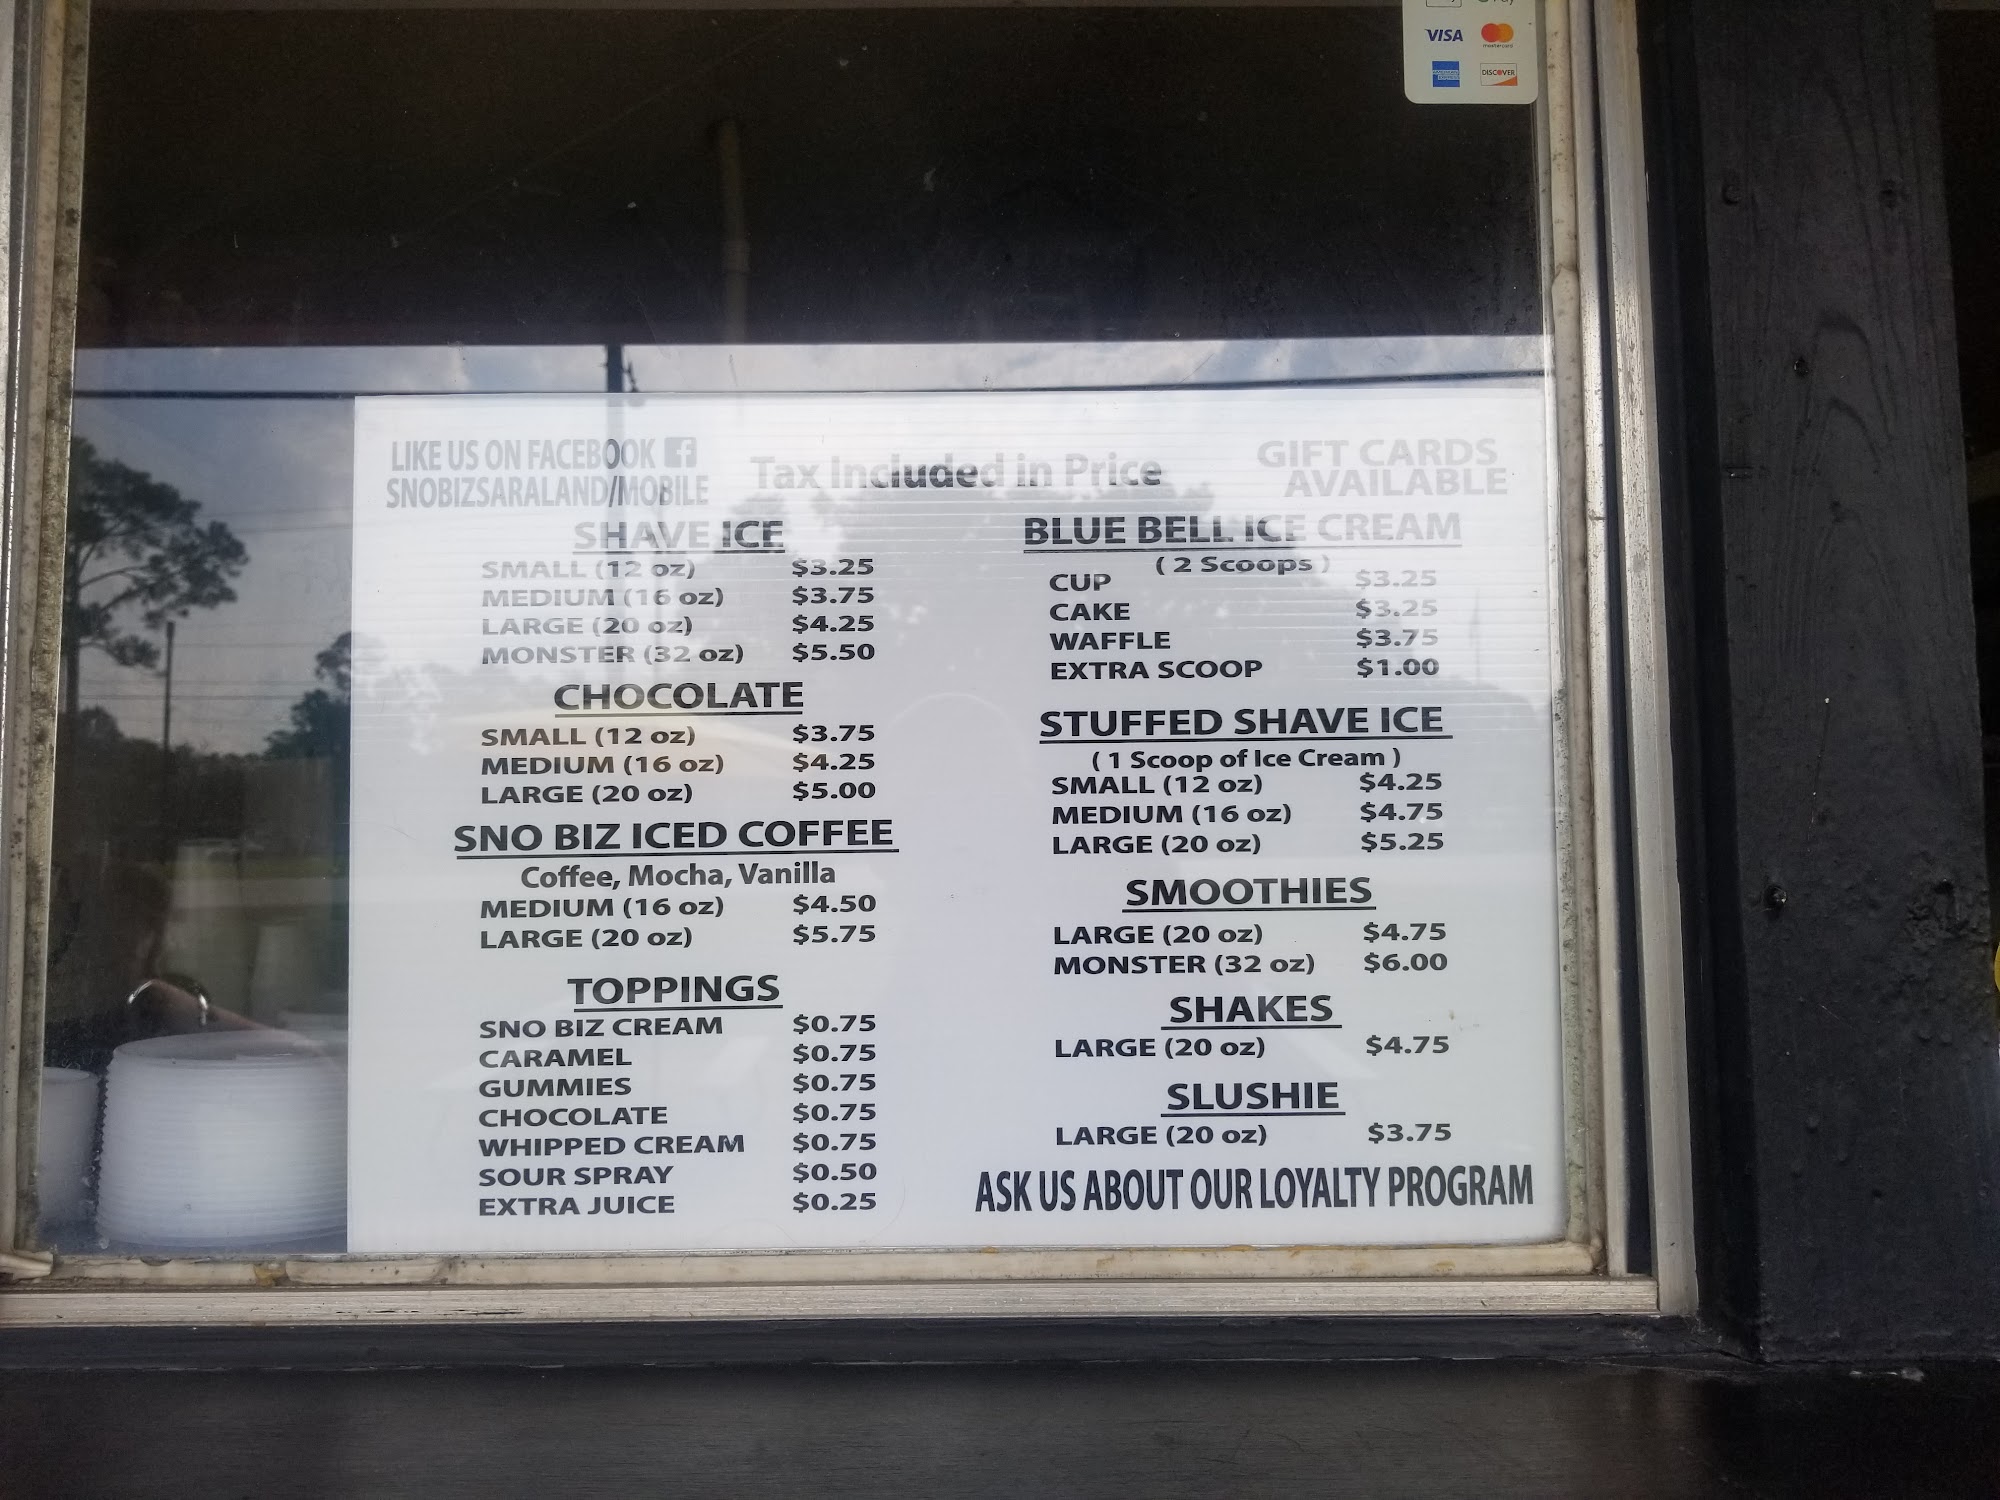 VISA
mastercard
DISCOVER
LIKE US ON FACEBOOK f
SNOBIZSARALAND/MOBILE
Tax Included in Price
GIFT CARDS
AVAILABLE
SHAVE ICE
SMALL (12 oz) $3.25
MEDIUM (16 oz) $3.75
LARGE (20 oz) $4.25
MONSTER (32 oz) $5.50
CHOCOLATE
SMALL (12 oz) $3.75
MEDIUM (16 oz) $4.25
LARGE (20 oz) $5.00
SNO BIZ ICED COFFEE
Coffee, Mocha, Vanilla
MEDIUM (16 oz) $4.50
LARGE (20 oz) $5.75
TOPPINGS
SNO BIZ CREAM $0.75
CARAMEL $0.75
GUMMIES $0.75
CHOCOLATE $0.75
WHIPPED CREAM $0.75
SOUR SPRAY $0.50
EXTRA JUICE $0.25
BLUE BELL ICE CREAM
( 2 Scoops )
CUP $3.25
CAKE $3.25
WAFFLE $3.75
EXTRA SCOOP $1.00
STUFFED SHAVE ICE
( 1 Scoop of Ice Cream )
SMALL (12 oz) $4.25
MEDIUM (16 oz) $4.75
LARGE (20 oz) $5.25
SMOOTHIES
LARGE (20 oz) $4.75
MONSTER (32 oz) $6.00
SHAKES
LARGE (20 oz) $4.75
SLUSHIE
LARGE (20 oz) $3.75
ASK US ABOUT OUR LOYALTY PROGRAM